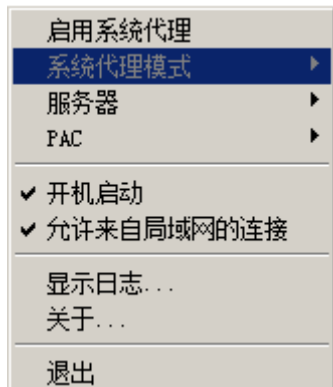 启用系统代理
系统代理模式
服务器
PAC
开机启动
允许来自局域网的连接
显示日志...
关于...
退出